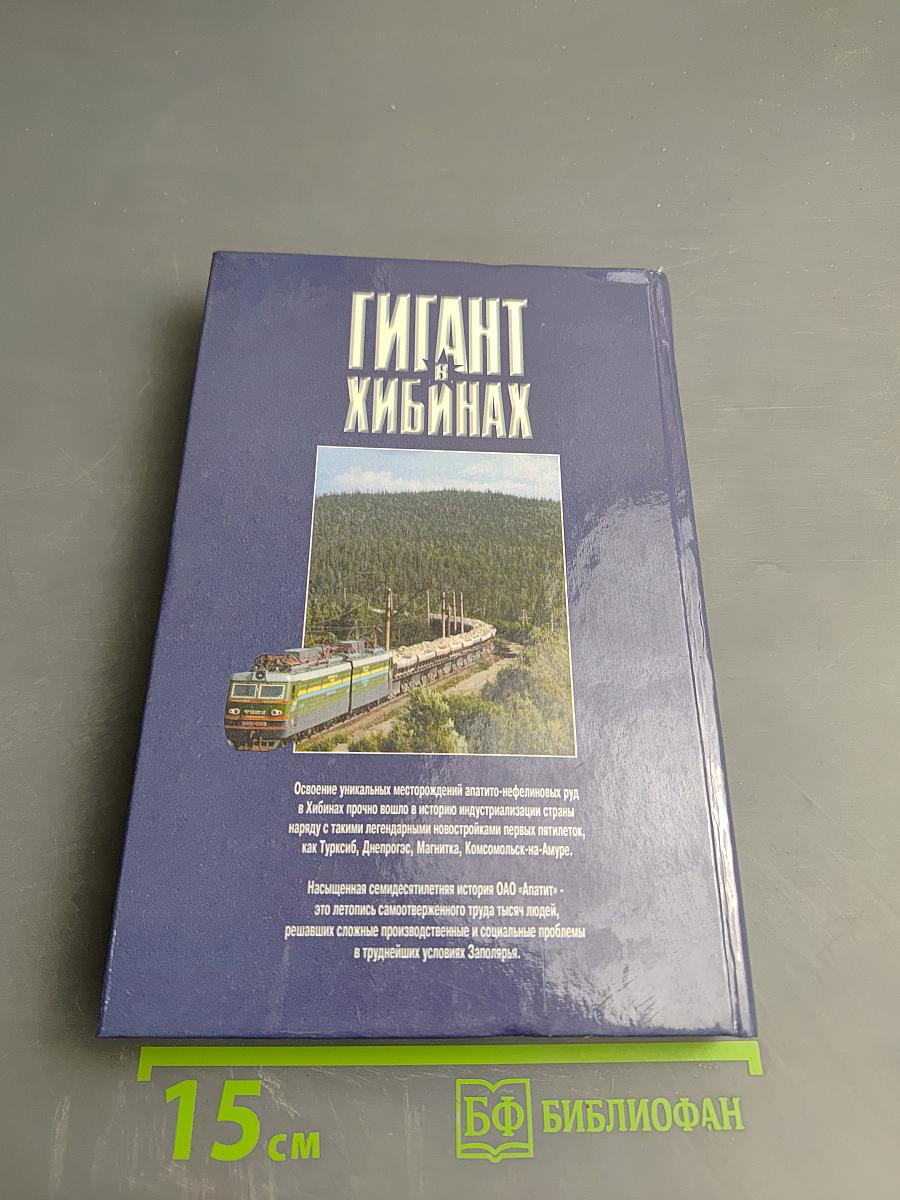 ГИГАНТ
В
ХИБИНАХ
Освоение уникальных месторождений апатито-нефелиновых руд
в Хибинах прочно вошло в историю индустриализации страны
наряду с такими легендарными новостройками первых пятилеток,
как Турксиб, Днепрогэс, Магнитка, Комсомольск-на-Амуре.
Насыщенная семидесятилетняя история ОАО «Апатит» -
это летопись самоотверженного труда тысяч людей,
решавших сложные производственные и социальные проблемы
в труднейших условиях Заполярья.
15 см
БФ БИБЛИОФАН